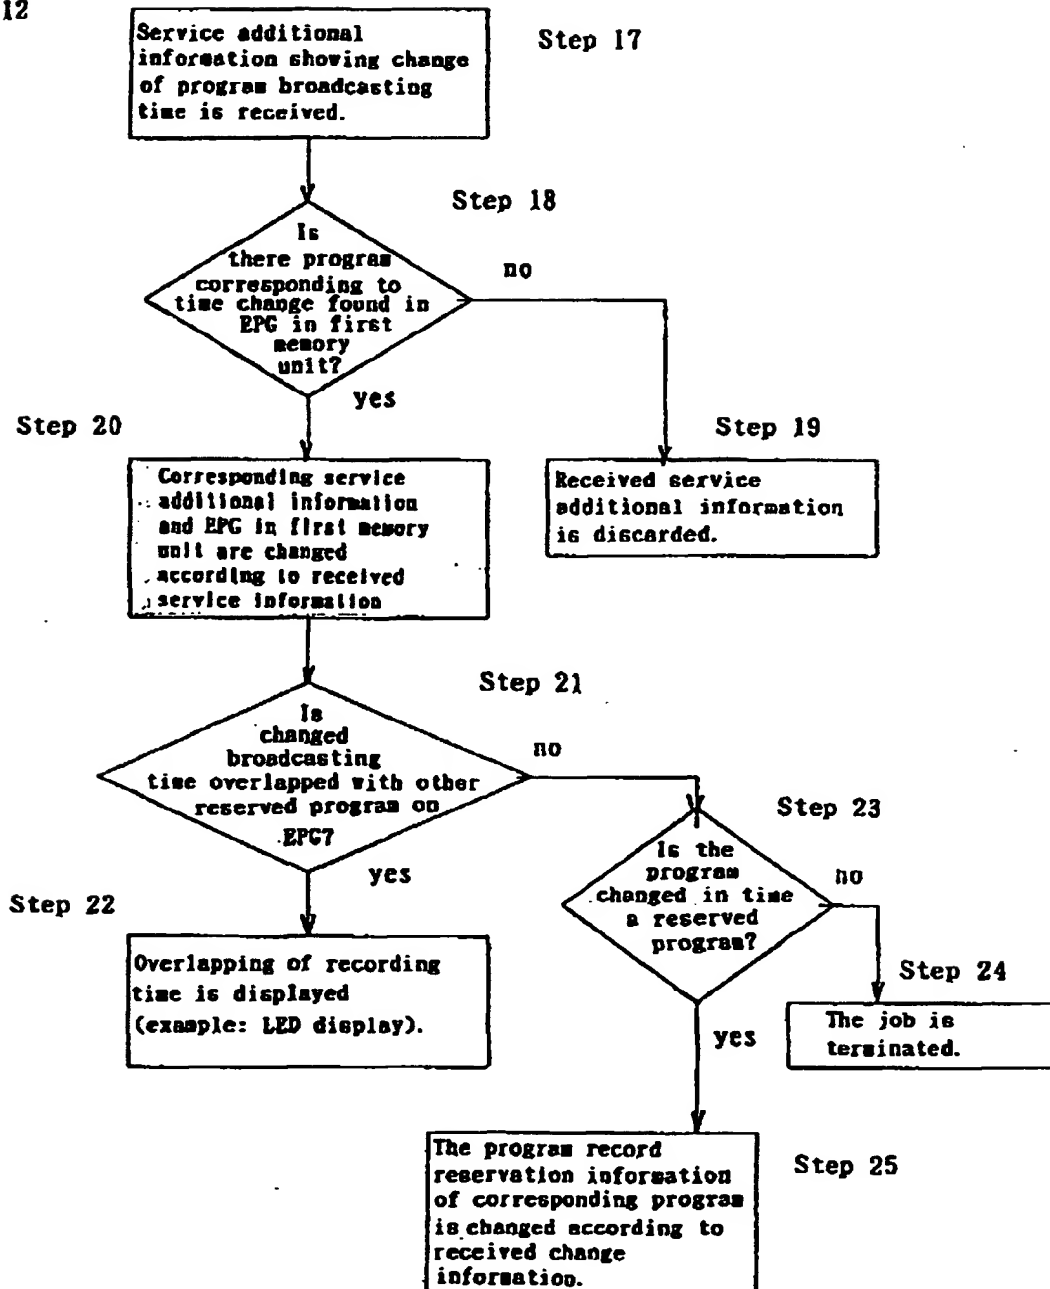 12
Service additional
information showing change
of program broadcasting
time is received.
Step 17
Step 18
Is
there program
corresponding to
time change found in
EPG in first
memory
unit?
no
yes
Step 20
Step 19
Corresponding service
additional information
and EPG in first memory
unit are changed
according to received
service information
Received service
additional information
is discarded.
Step 21
Is
changed
broadcasting
time overlapped with other
reserved program on
EPG?
no
yes
Step 23
Is the
program
changed in time
a reserved
program?
no
Step 22
Overlapping of recording
time is displayed
(example: LED display).
Step 24
The job is
terminated.
yes
The program record
reservation information
of corresponding program
is changed according to
received change
information.
Step 25